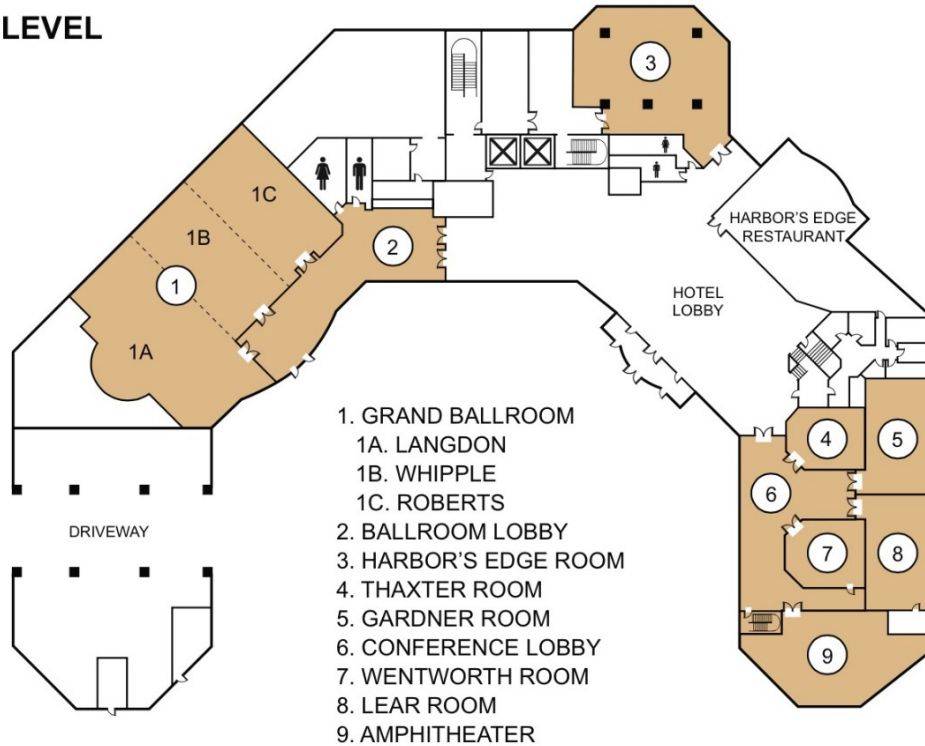 LEVEL
3
1C
1B
2
1
1A
HARBOR'S EDGE
RESTAURANT
HOTEL
LOBBY
4
5
6
7
8
9
DRIVEWAY
1. GRAND BALLROOM
1A. LANGDON
1B. WHIPPLE
1C. ROBERTS
2. BALLROOM LOBBY
3. HARBOR'S EDGE ROOM
4. THAXTER ROOM
5. GARDNER ROOM
6. CONFERENCE LOBBY
7. WENTWORTH ROOM
8. LEAR ROOM
9. AMPHITHEATER